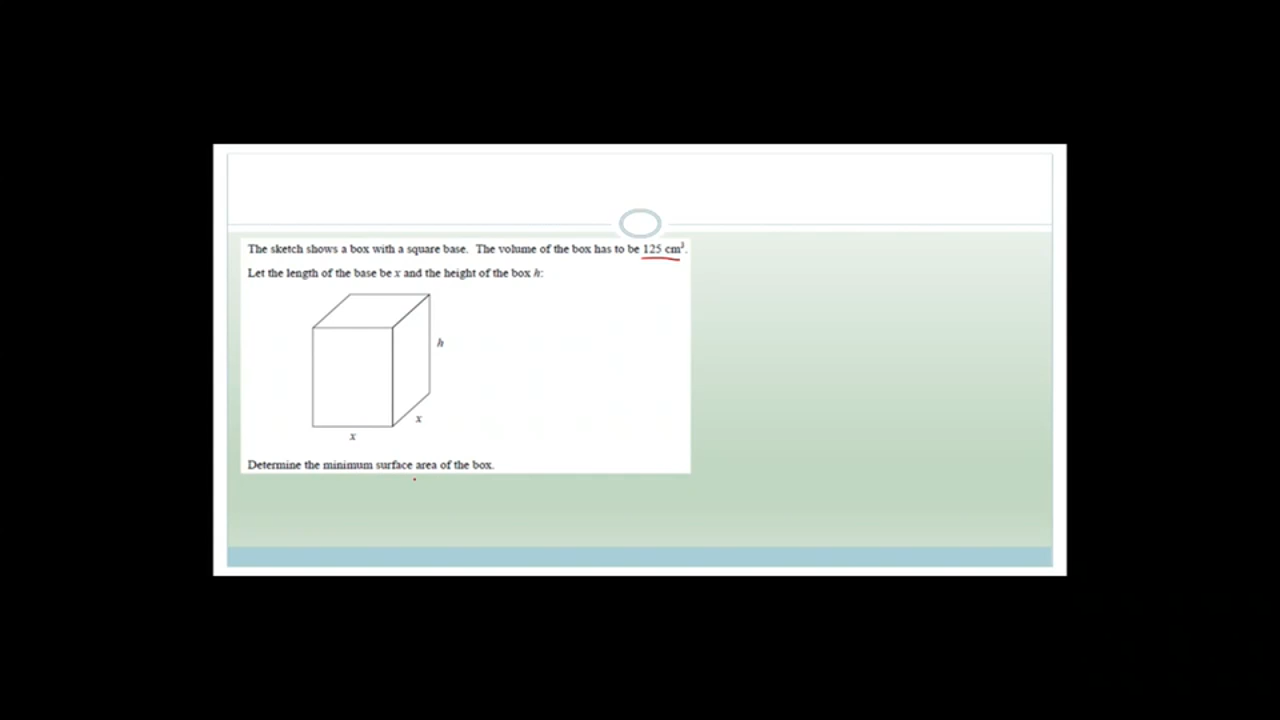 The sketch shows a box with a square base. The volume of the box has to be 125 cm³.
Let the length of the base be x and the height of the box h:
h
x
x
Determine the minimum surface area of the box.